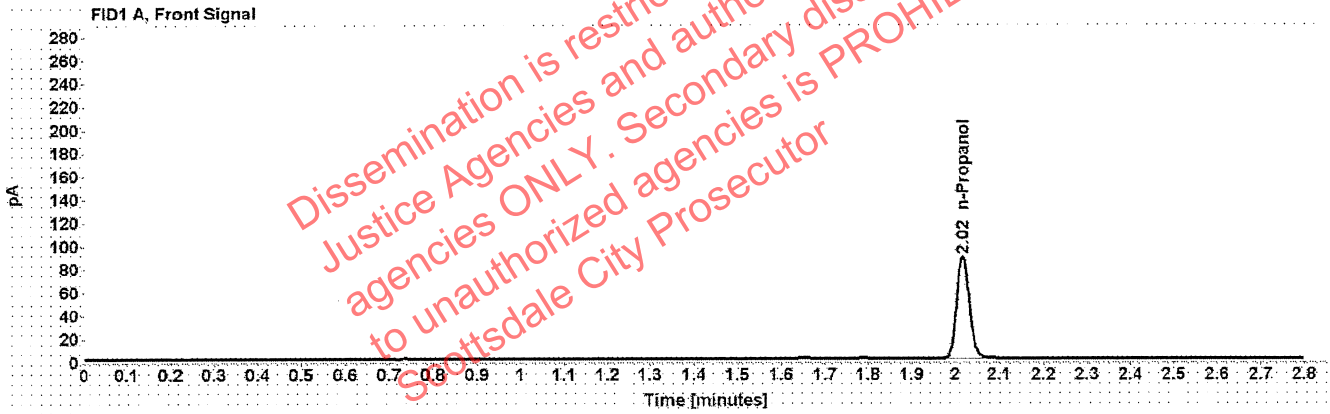 FID1 A, Front Signal
280
260
240
220
200
180
160
140
120
100
80
60
40
20
0
pA
2.02 n-Propanol
0 0.1 0.2 0.3 0.4 0.5 0.6 0.7 0.8 0.9 1 1.1 1.2 1.3 1.4 1.5 1.6 1.7 1.8 1.9 2 2.1 2.2 2.3 2.4 2.5 2.6 2.7 2.8
Time [minutes]
Dissemination is
Justice Agencies and
agencies ONLY. Secondary
to unauthorized agencies is
Scottsdale City Prosecutor